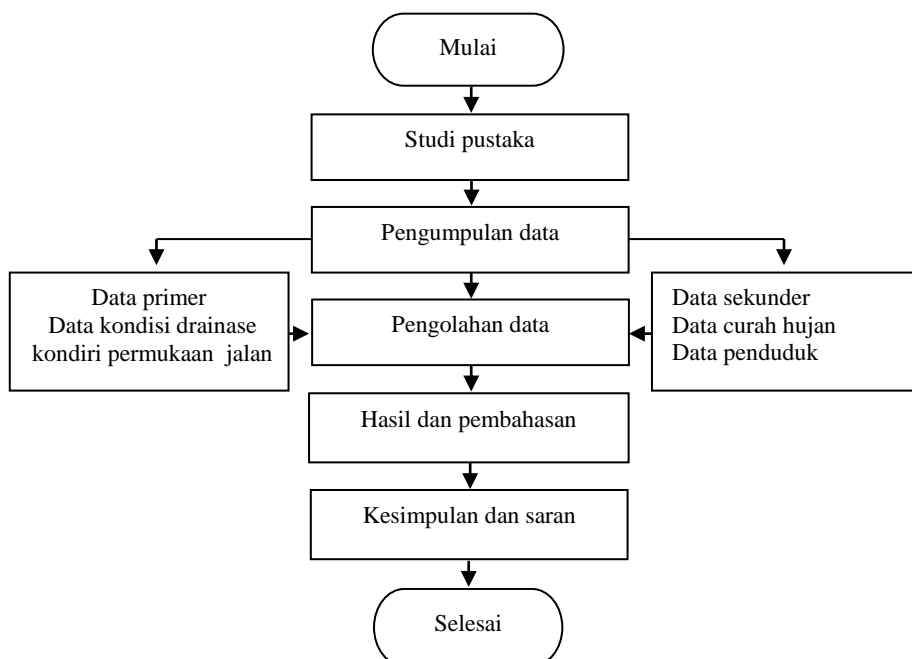 Mulai
Studi pustaka
Pengumpulan data
Data primer
Data kondisi drainase
kondiri permukaan jalan
Pengolahan data
Data sekunder
Data curah hujan
Data penduduk
Hasil dan pembahasan
Kesimpulan dan saran
Selesai